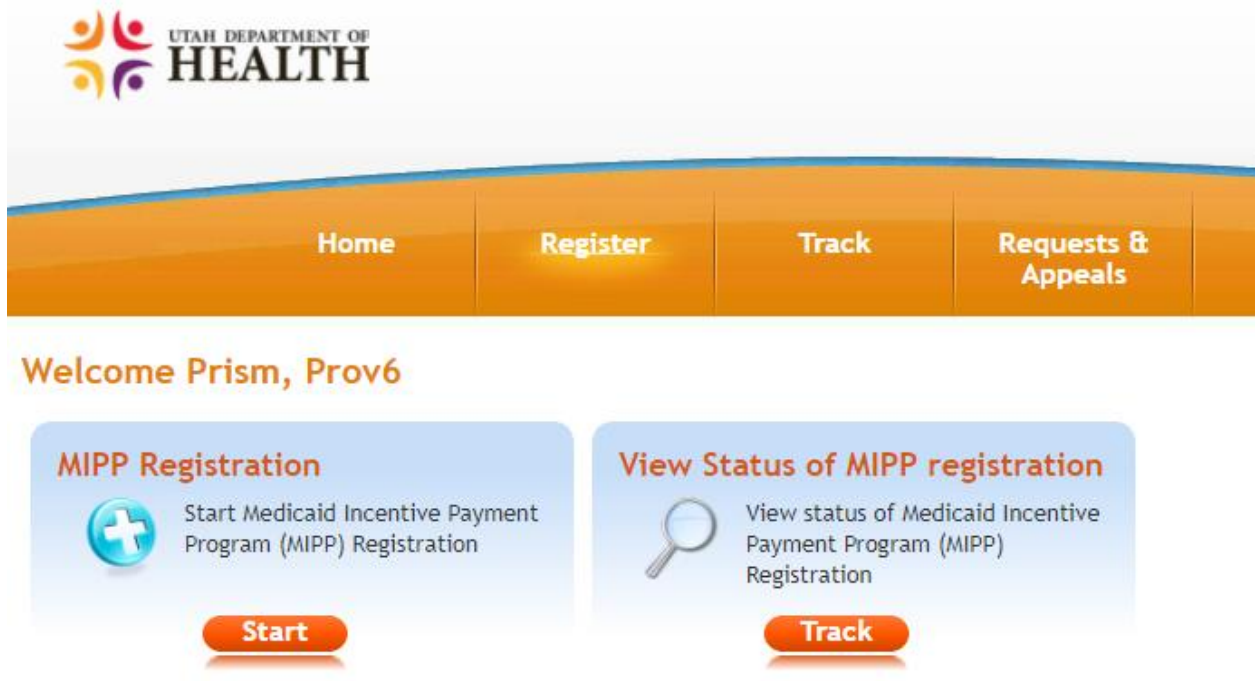 UTAH DEPARTMENT OF
HEALTH
Home
Register
Track
Requests &
Appeals
Welcome Prism, Prov6
MIPP Registration
Start Medicaid Incentive Payment
Program (MIPP) Registration
Start
View Status of MIPP registration
View status of Medicaid Incentive
Payment Program (MIPP)
Registration
Track